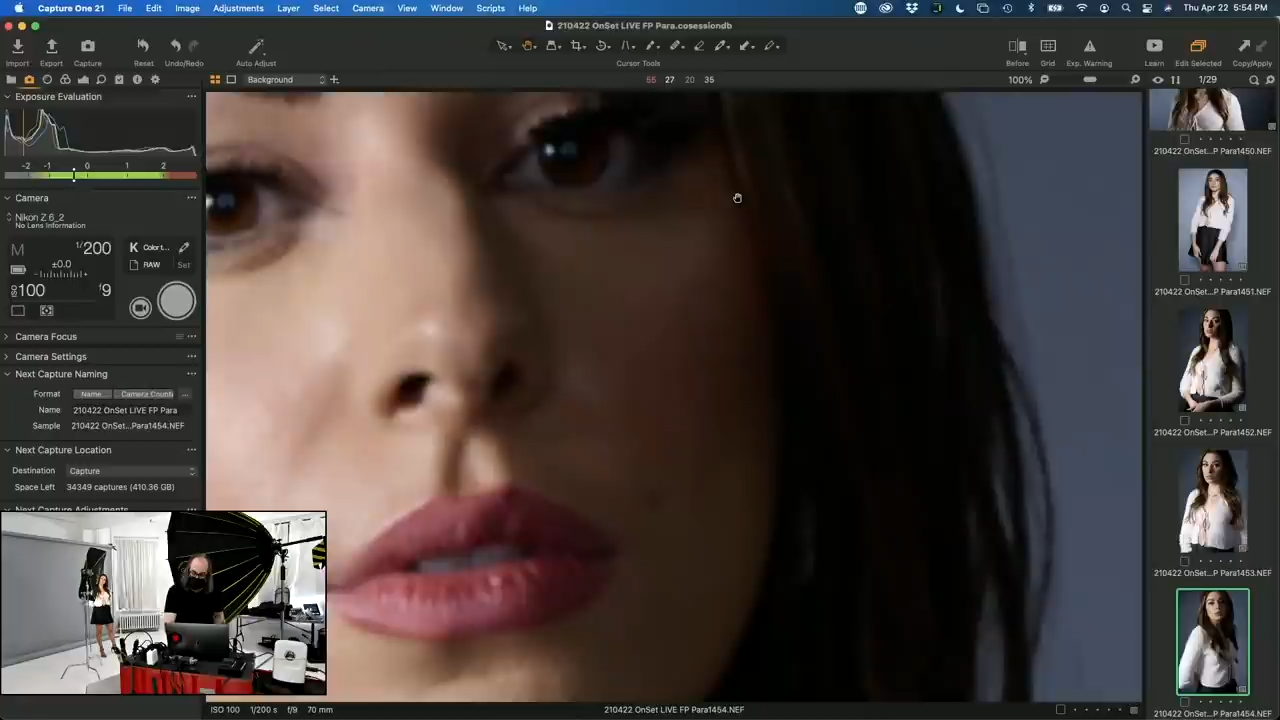 Capture One 21 File Edit Image Adjustments Layer Select Camera View Window Scripts Help Thu Apr 22 5:54 PM
210422 OnSet LIVE FP Para.cosessiondb
Import Export Capture Reset Undo/Redo Auto Adjust Cursor Tools Before Grid Exp. Warning Learn Edit Selected Copy/Apply
Background 55 27 20 35 100% 1/29
Exposure Evaluation
-2 -1 0 1 2
Camera
Nikon Z 6_2
No Lens Information
M 1/200 K Color t...
±0.0 RAW Set
100 f9
Camera Focus
Camera Settings
Next Capture Naming
Format Name... Camera Count ...
Name 210422 OnSet LIVE FP Para
Sample 210422 OnSet...Para1454.NEF
Next Capture Location
Destination Capture
Space Left 34349 captures (410.36 GB)
Next Capture Adjustments
210422 OnSet...P Para1450.NEF
210422 OnSet...P Para1451.NEF
210422 OnSet...P Para1452.NEF
210422 OnSet...P Para1453.NEF
210422 OnSet...P Para1454.NEF
ISO 100 1/200 s f/9 70 mm 210422 OnSet LIVE FP Para1454.NEF